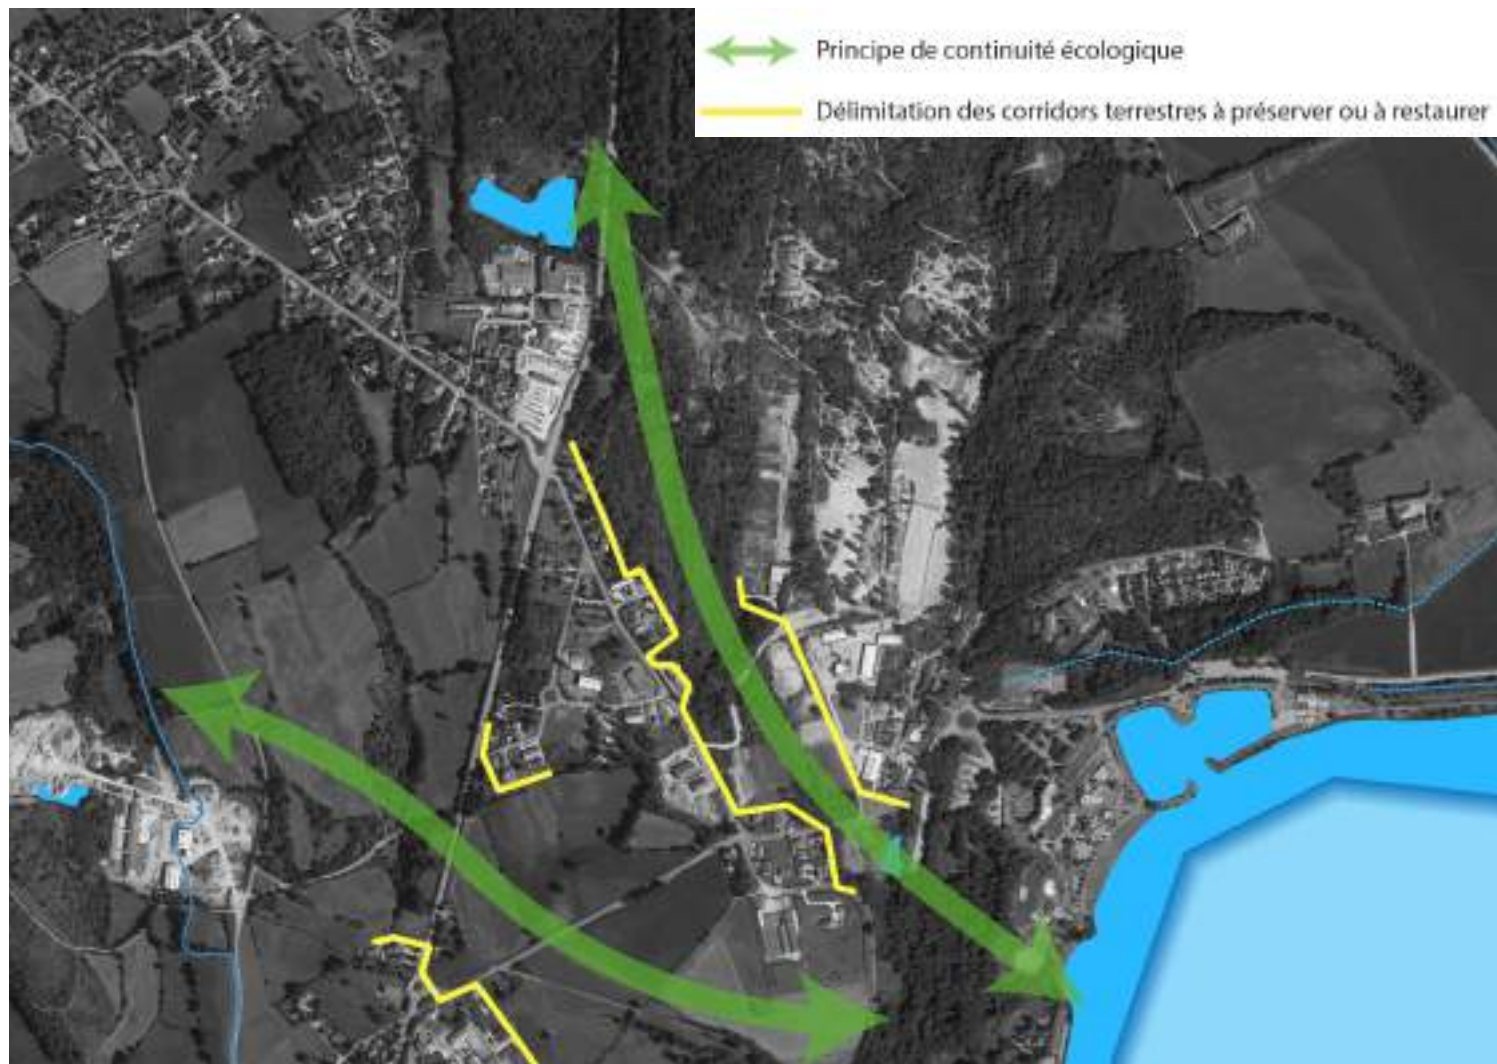 Principe de continuité écologique
Délimitation des corridors terrestres à préserver ou à restaurer